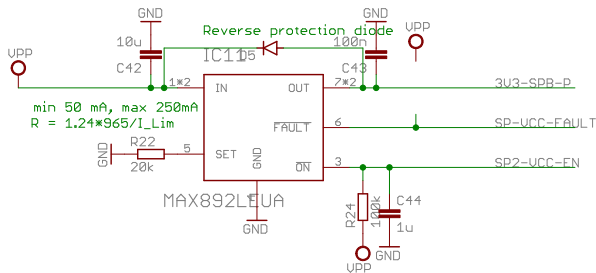 GND
GND
VPP
Reverse protection diode
10u
100n
VPP
IC11
D5
C42
C43
1*2
IN
OUT
7*2
3V3-SPB-P
min 50 mA, max 250mA
R = 1.24*965/I_Lim
FAULT
6
SP-VCC-FAULT
R22
GND
5
SET
GND
ON
3
SP2-VCC-EN
20k
MAX892LEUA
4
R24
100k
C44
1u
GND
GND
VPP